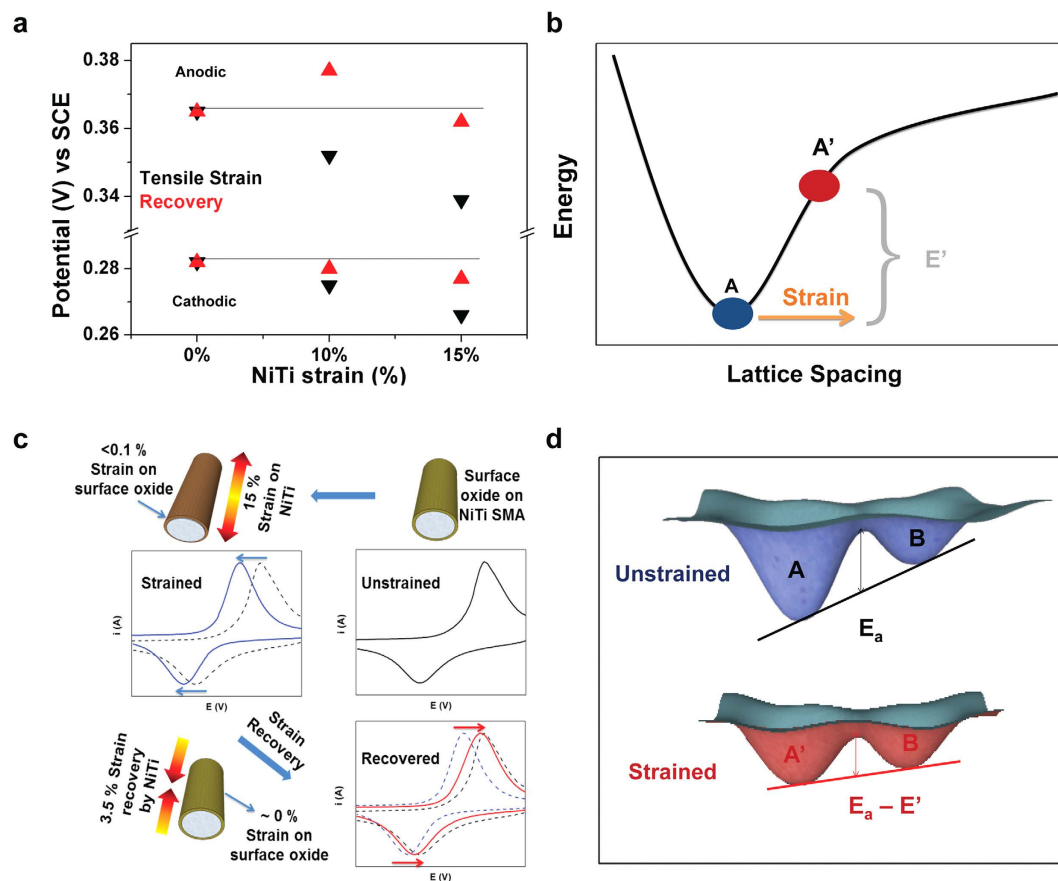 a
Potential (V) vs SCE
0.38
0.36
0.34
0.28
0.26
Anodic
Tensile Strain
Recovery
Cathodic
0%
10%
15%
NiTi strain (%)
b
Energy
A
A’
Strain
E’
Lattice Spacing
c
<0.1 %
Strain on
surface oxide
15 %
Strain on
NiTi
Surface
oxide on
NiTi SMA
Strained
i (A)
E (V)
Unstrained
i (A)
E (V)
3.5 % Strain
recovery
by NiTi
Strain
Recovery
~ 0 %
Strain on
surface oxide
Recovered
i (A)
E (V)
d
Unstrained
A
B
Ea
Strained
A’
B
Ea – E’